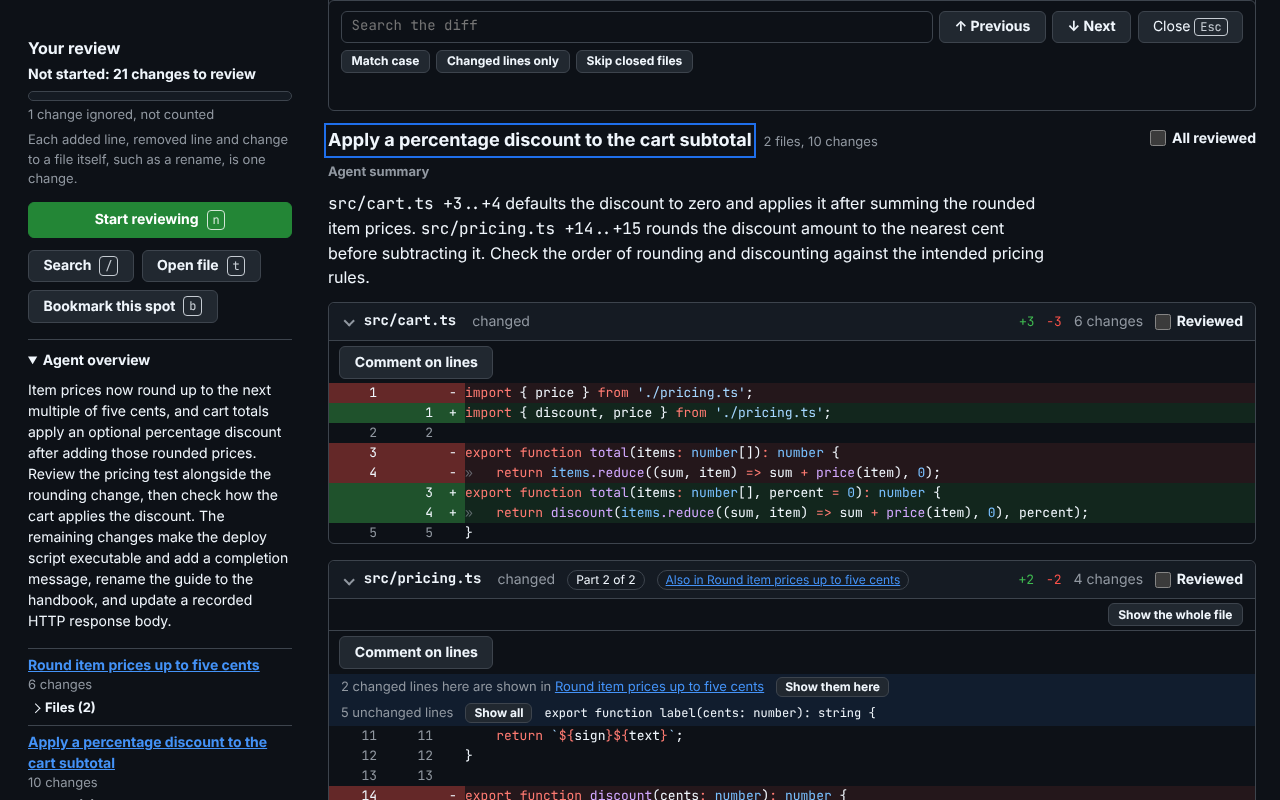 Search the diff
↑ Previous
↓ Next
Close Esc
Match case
Changed lines only
Skip closed files
Your review
Not started: 21 changes to review
1 change ignored, not counted
Each added line, removed line and change
to a file itself, such as a rename, is one
change.
Start reviewing n
Search /
Open file t
Bookmark this spot b
▼ Agent overview
Item prices now round up to the next
multiple of five cents, and cart totals
apply an optional percentage discount
after adding those rounded prices.
Review the pricing test alongside the
rounding change, then check how the
cart applies the discount. The
remaining changes make the deploy
script executable and add a completion
message, rename the guide to the
handbook, and update a recorded
HTTP response body.
Round item prices up to five cents
6 changes
Files (2)
Apply a percentage discount to the
cart subtotal
10 changes
Apply a percentage discount to the cart subtotal 2 files, 10 changes
All reviewed
Agent summary
src/cart.ts +3..+4 defaults the discount to zero and applies it after summing the rounded
item prices. src/pricing.ts +14..+15 rounds the discount amount to the nearest cent
before subtracting it. Check the order of rounding and discounting against the intended pricing
rules.
src/cart.ts changed +3 -3 6 changes Reviewed
Comment on lines
1 - import { price } from './pricing.ts';
1 + import { discount, price } from './pricing.ts';
2 2
3 - export function total(items: number[]): number {
4 - » return items.reduce((sum, item) => sum + price(item), 0);
3 + export function total(items: number[], percent = 0): number {
4 + » return discount(items.reduce((sum, item) => sum + price(item), 0), percent);
5 5 }
src/pricing.ts changed Part 2 of 2 Also in Round item prices up to five cents +2 -2 4 changes Reviewed
Show the whole file
Comment on lines
2 changed lines here are shown in Round item prices up to five cents Show them here
5 unchanged lines Show all export function label(cents: number): string {
11 11 return `${sign}${text}`;
12 12 }
13 13
14 - export function discount(cents: number): number {